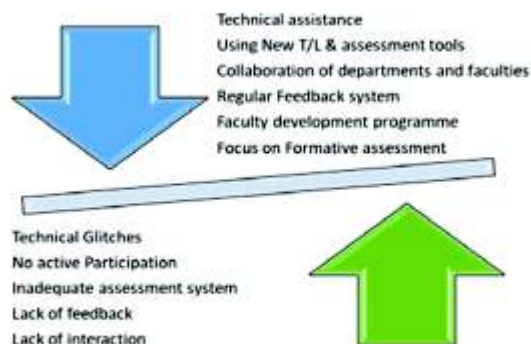 Technical assistance
Using New T/L & assessment tools
Collaboration of departments and faculties
Regular Feedback system
Faculty development programme
Focus on Formative assessment
Technical Glitches
No active Participation
Inadequate assessment system
Lack of feedback
Lack of interaction